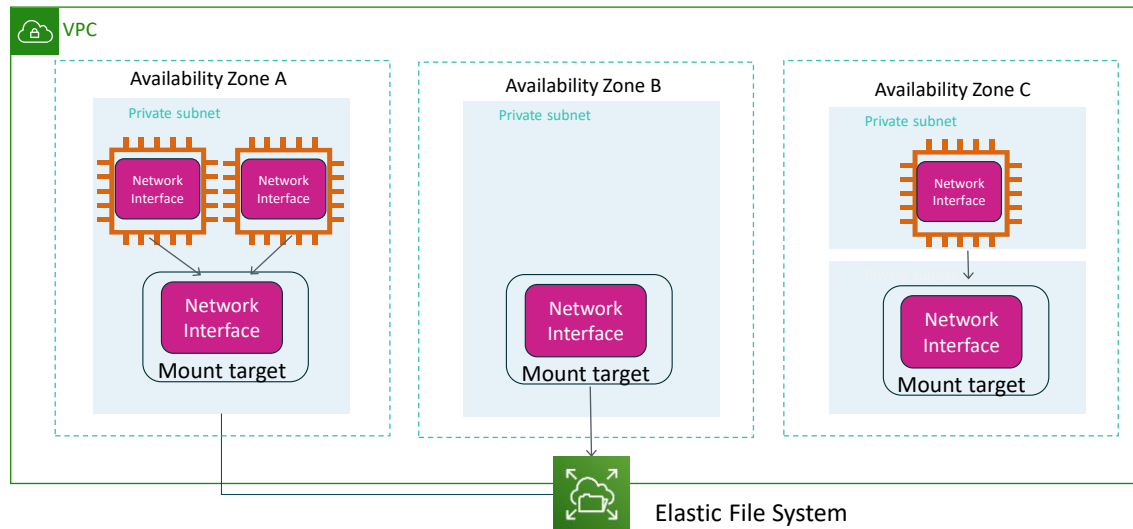 VPC
Availability Zone A
Private subnet
Network
Interface
Network
Interface
Network
Interface
Mount target
Availability Zone B
Private subnet
Network
Interface
Mount target
Availability Zone C
Private subnet
Network
Interface
Network
Interface
Mount target
Elastic File System